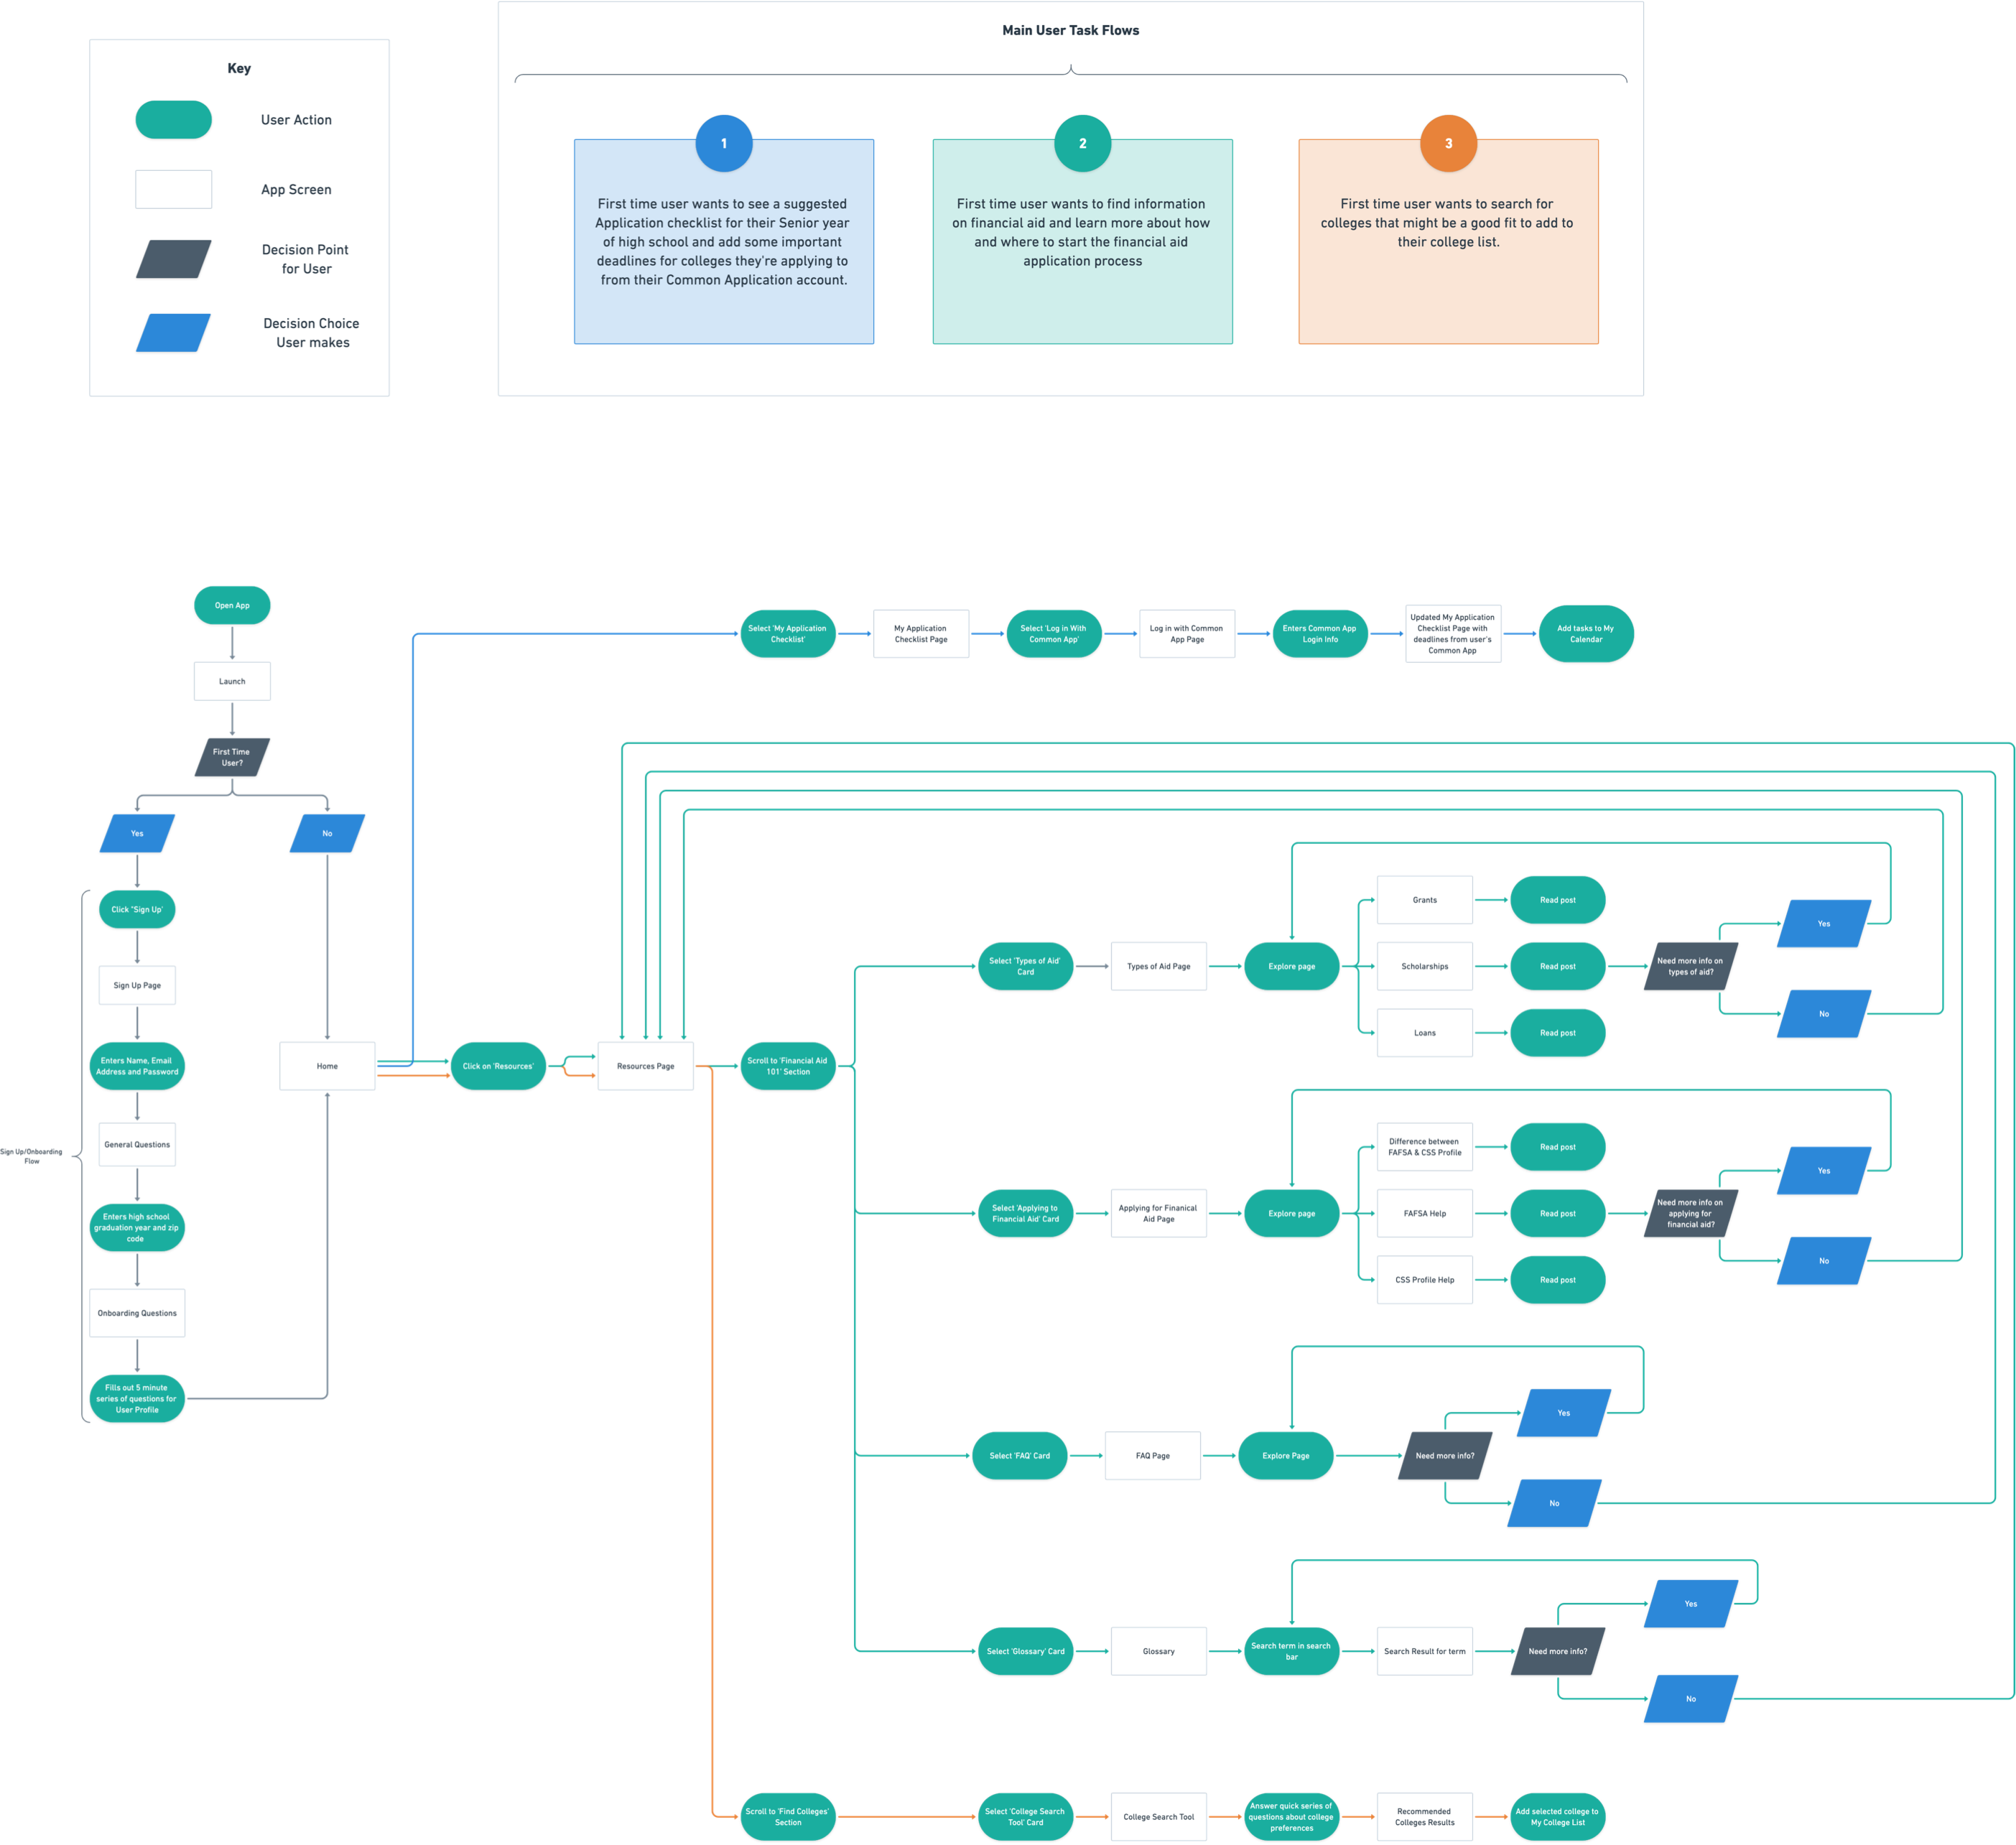 Main User Task Flows
Key
User Action
App Screen
Decision Point
for User
Decision Choice
User makes
1
First time user wants to see a suggested
Application checklist for their Senior year
of high school and add some important
deadlines for colleges they're applying to
from their Common Application account.
2
First time user wants to find information
on financial aid and learn more about how
and where to start the financial aid
application process
3
First time user wants to search for
colleges that might be a good fit to add to
their college list.
Open App
Launch
First Time
User?
Yes
No
Sign Up/Onboarding
Flow
Click "Sign Up'
Sign Up Page
Enters Name, Email
Address and Password
General Questions
Enters high school
graduation year and zip
code
Onboarding Questions
Fills out 5 minute
series of questions for
User Profile
Home
Select 'My Application
Checklist'
My Application
Checklist Page
Select 'Log in With
Common App'
Log in with Common
App Page
Enters Common App
Login Info
Updated My Application
Checklist Page with
deadlines from user's
Common App
Add tasks to My
Calendar
Click on 'Resources'
Resources Page
Scroll to 'Financial Aid
101' Section
Select 'Types of Aid'
Card
Types of Aid Page
Explore page
Grants
Read post
Scholarships
Read post
Loans
Read post
Need more info on
types of aid?
Yes
No
Select 'Applying to
Financial Aid' Card
Applying for Finanical
Aid Page
Explore page
Difference between
FAFSA & CSS Profile
Read post
FAFSA Help
Read post
CSS Profile Help
Read post
Need more info on
applying for
financial aid?
Yes
No
Select 'FAQ' Card
FAQ Page
Explore Page
Need more info?
Yes
No
Select 'Glossary' Card
Glossary
Search term in search
bar
Search Result for term
Need more info?
Yes
No
Scroll to 'Find Colleges'
Section
Select 'College Search
Tool' Card
College Search Tool
Answer quick series of
questions about college
preferences
Recommended
Colleges Results
Add selected college to
My College List